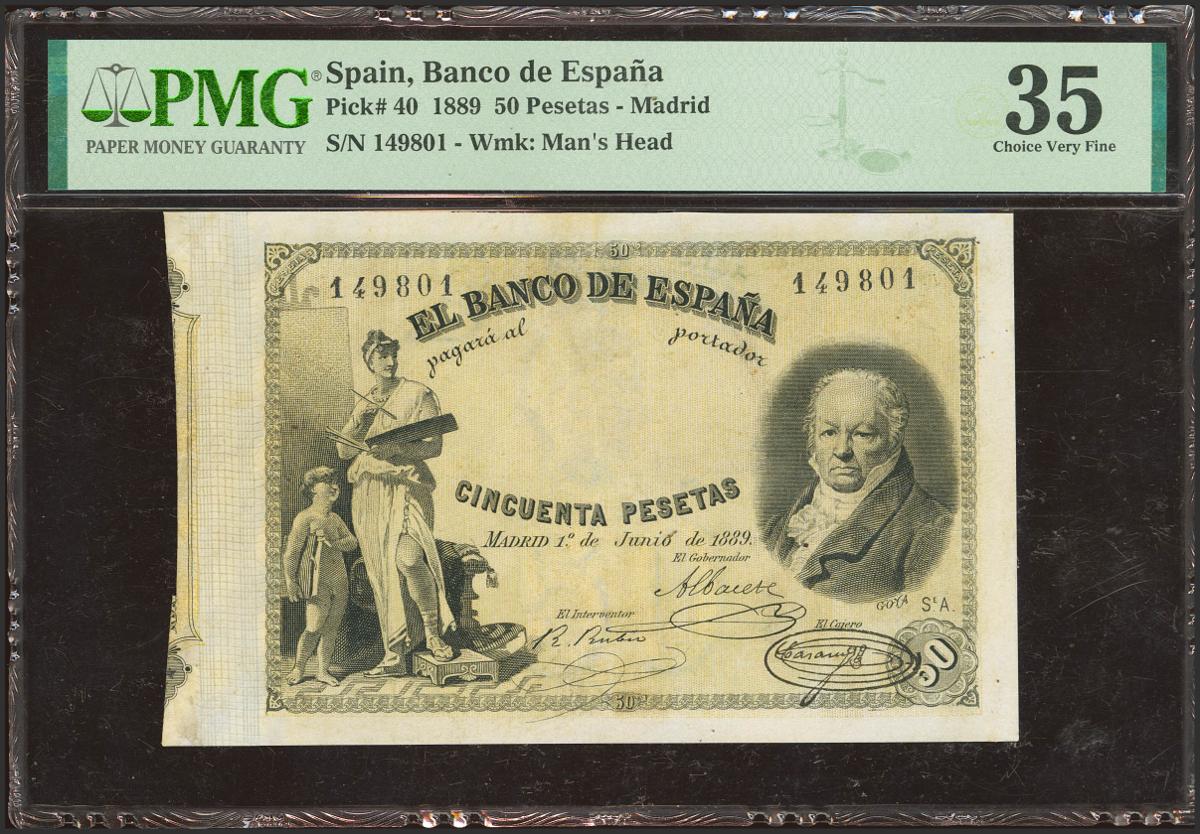 PMG®
PAPER MONEY GUARANTY
Spain, Banco de España
Pick# 40 1889 50 Pesetas - Madrid
S/N 149801 - Wmk: Man's Head
35
Choice Very Fine
50
149801
149801
EL BANCO DE ESPAÑA
pagará al portador
CINCUENTA PESETAS
MADRID 1º de Junio de 1889.
El Gobernador
Albacete
GOYA
Sᵗ A.
El Interventor
El Cajero
50
50